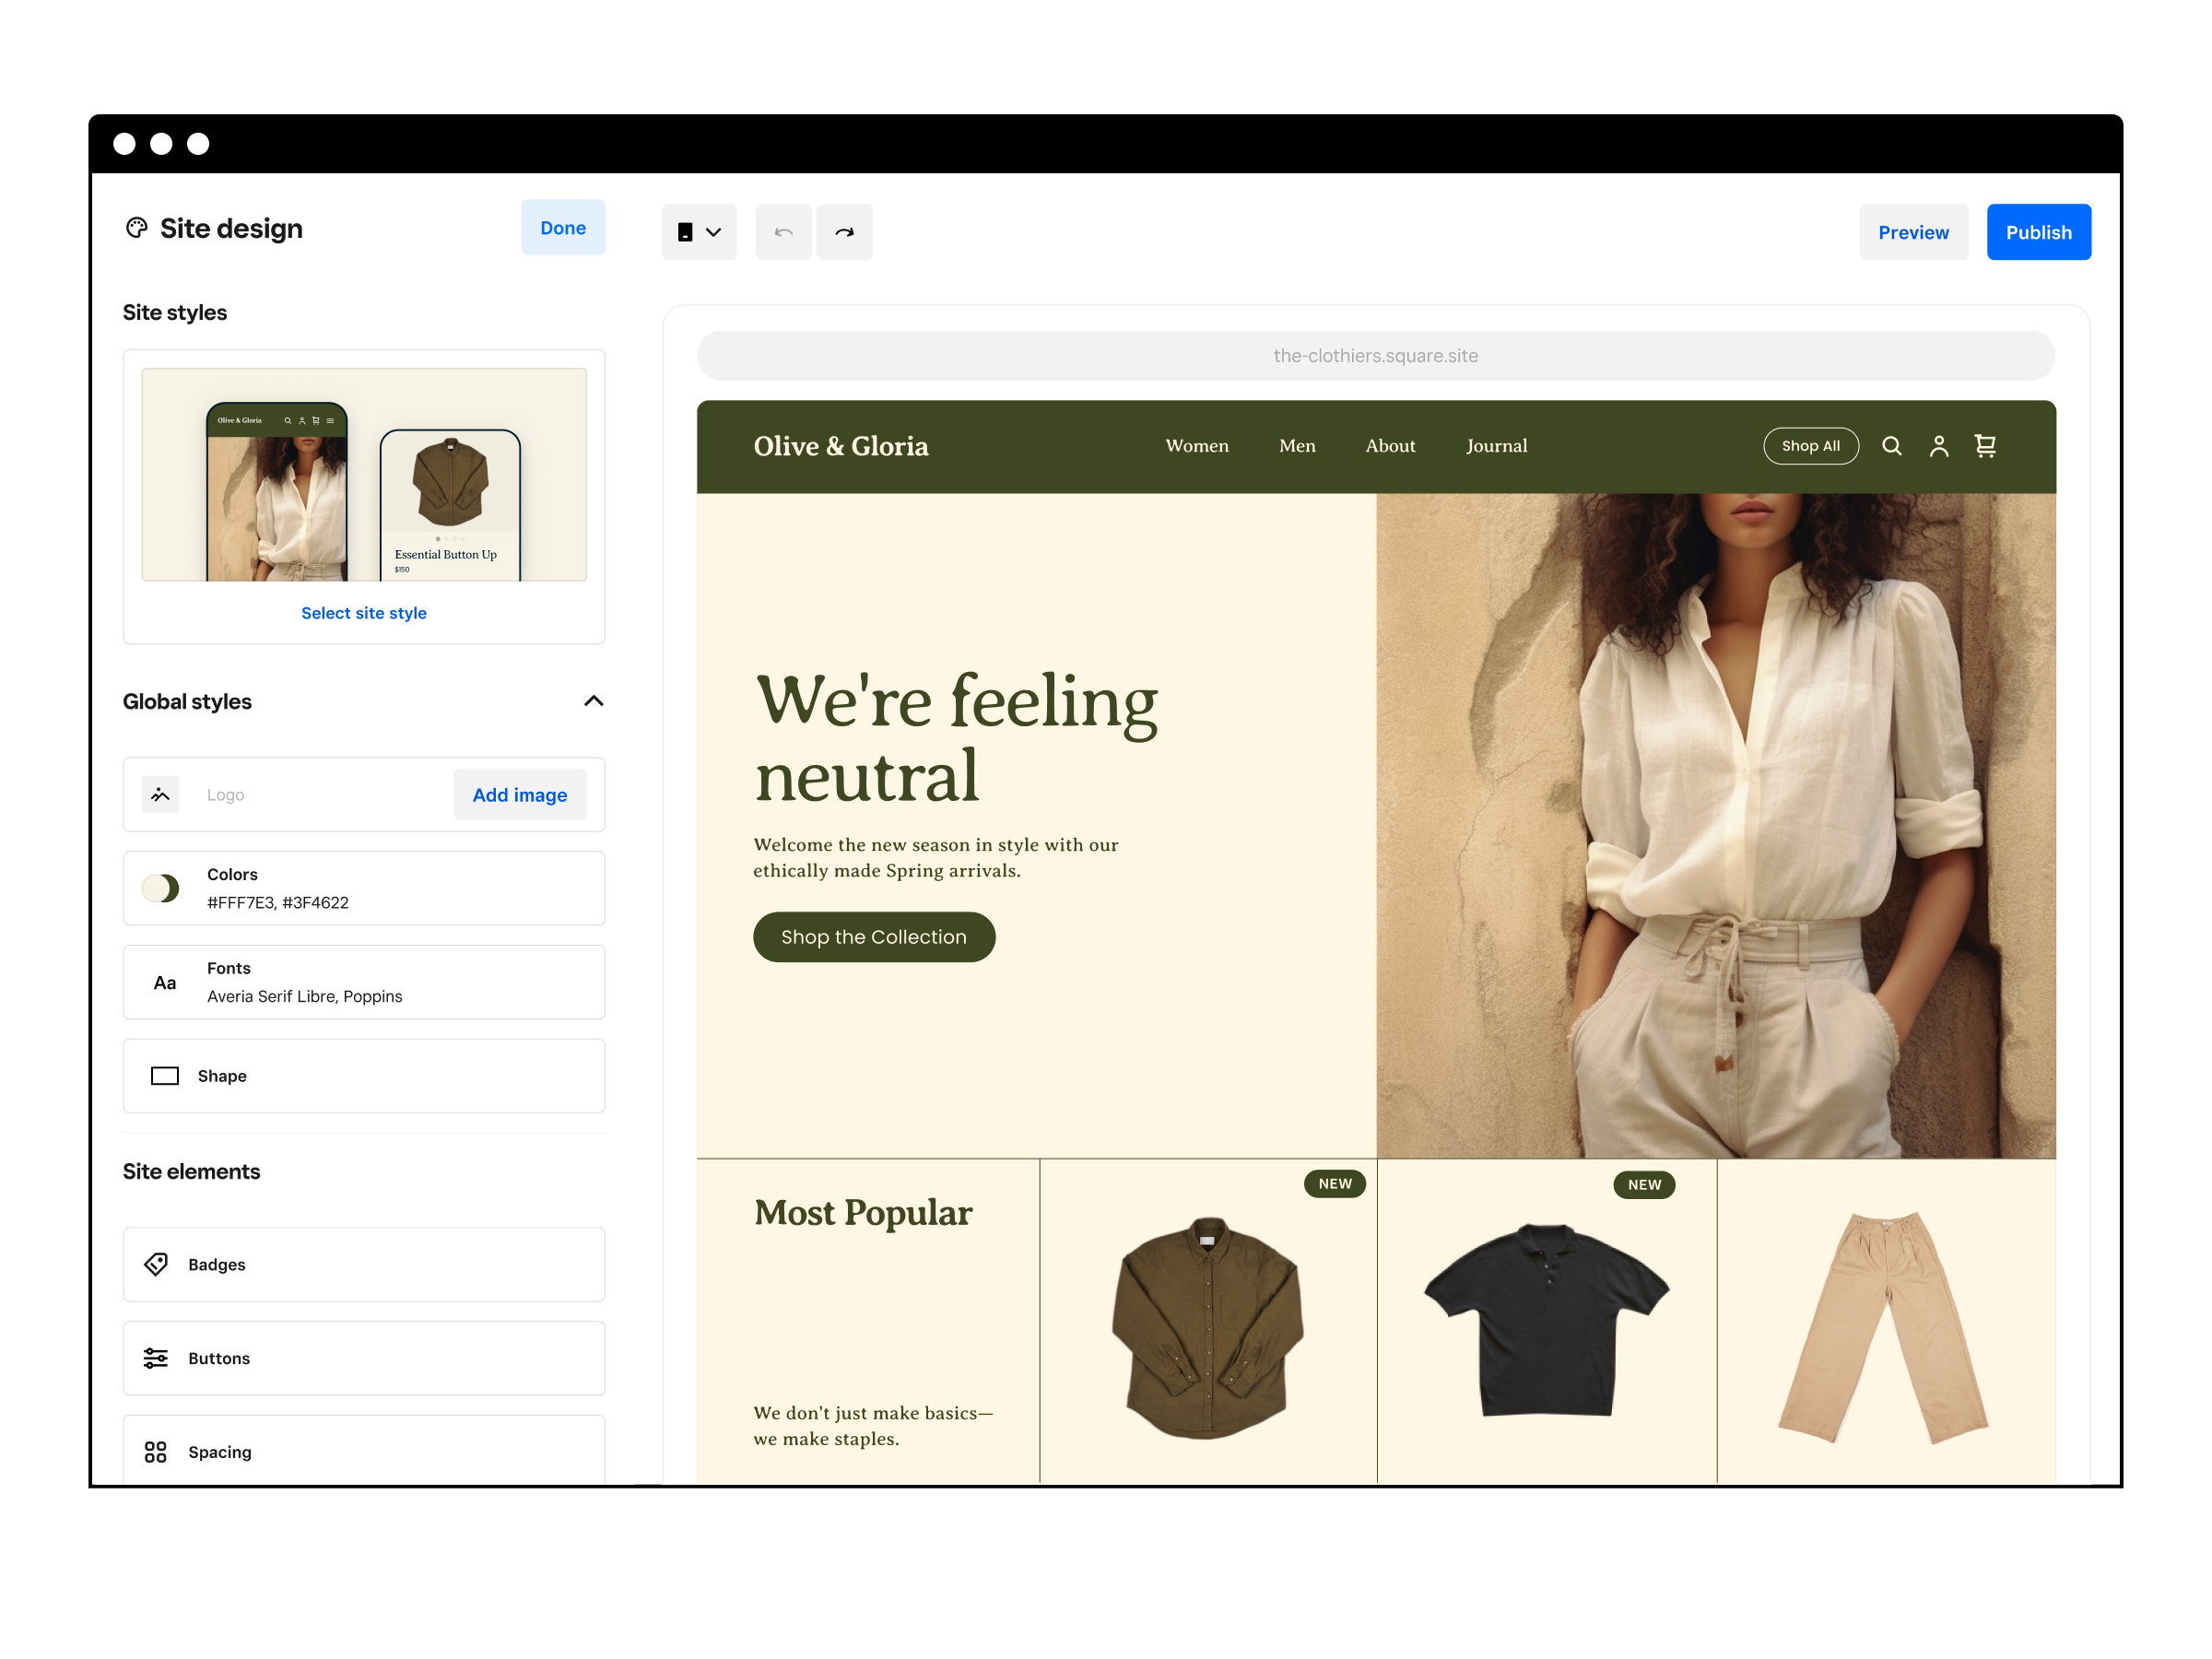 Site design
Done
Preview
Publish
Site styles
Olive & Gloria
Essential Button Up
$150
Select site style
Global styles
Logo
Add image
Colors
#FFF7E3, #3F4622
Aa
Fonts
Averia Serif Libre, Poppins
Shape
Site elements
Badges
Buttons
Spacing
the-clothiers.square.site
Olive & Gloria
Women
Men
About
Journal
Shop All
We're feeling
neutral
Welcome the new season in style with our
ethically made Spring arrivals.
Shop the Collection
Most Popular
We don't just make basics—
we make staples.
NEW
NEW